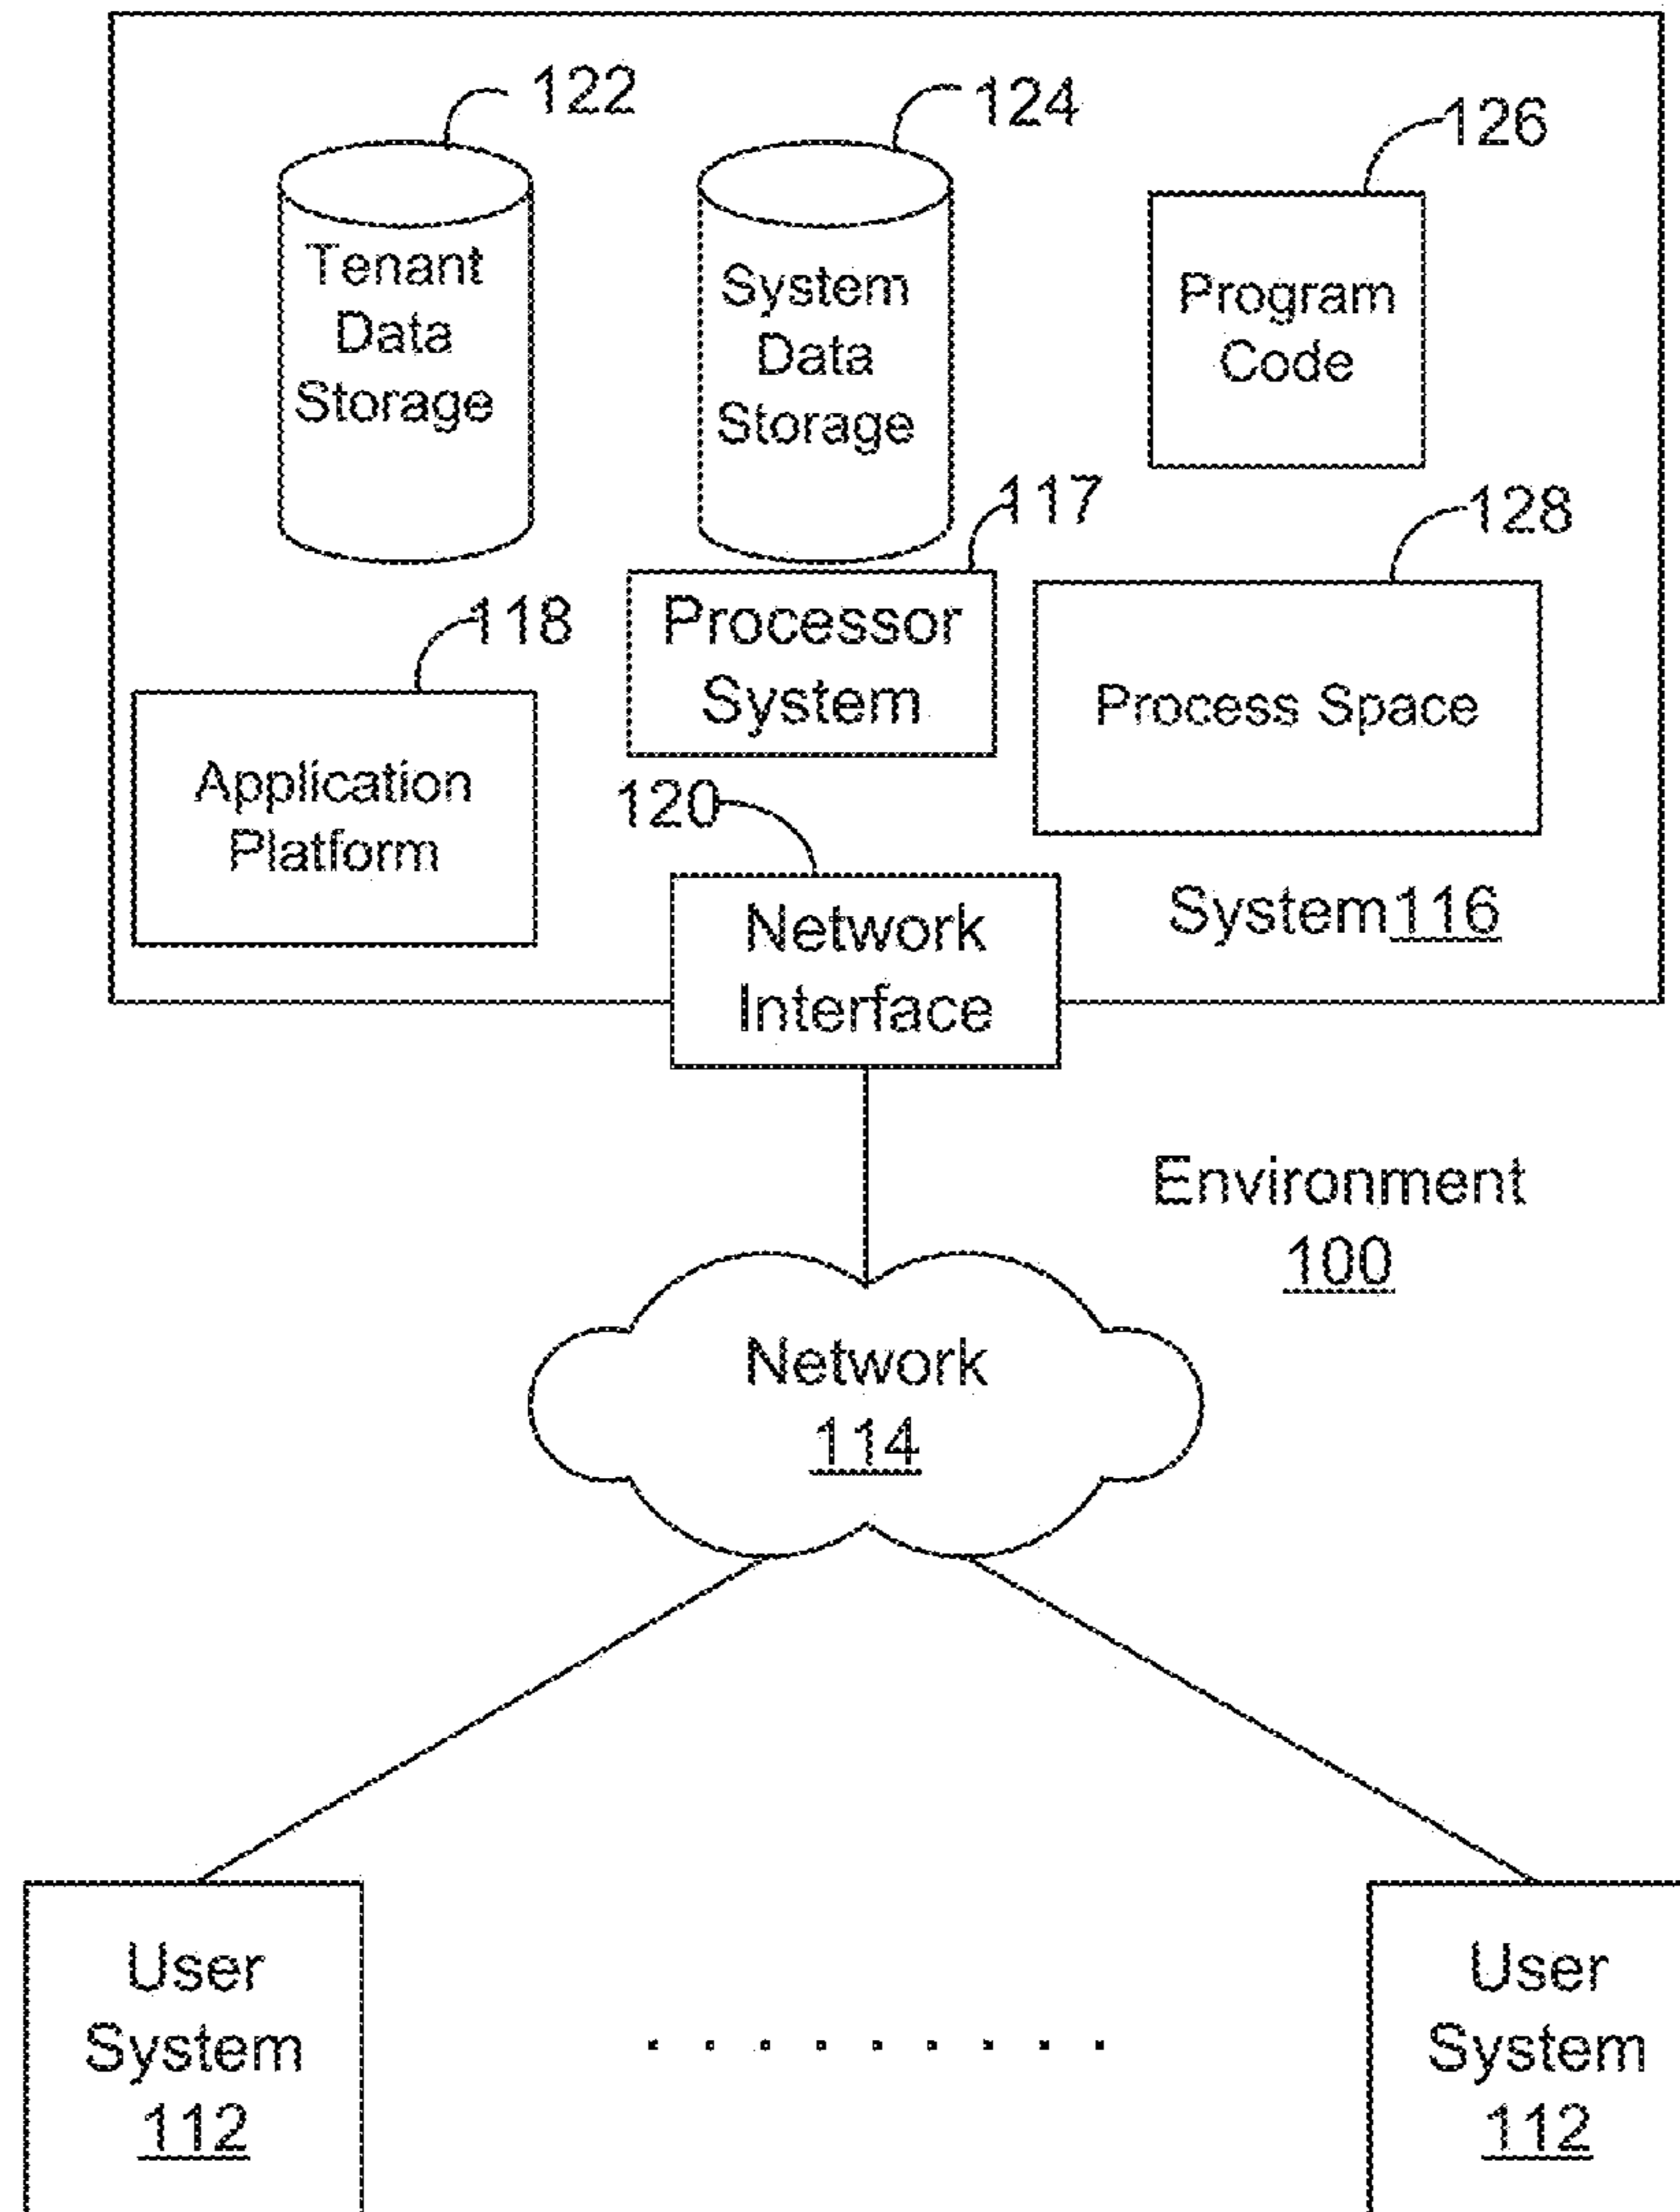 122
124
126
Tenant
Data
Storage
System
Data
Storage
Program
Code
117
128
118
Processor
System
Process Space
Application
Platform
120
Network
Interface
System116
Environment
100
Network
114
User
System
112
User
System
112